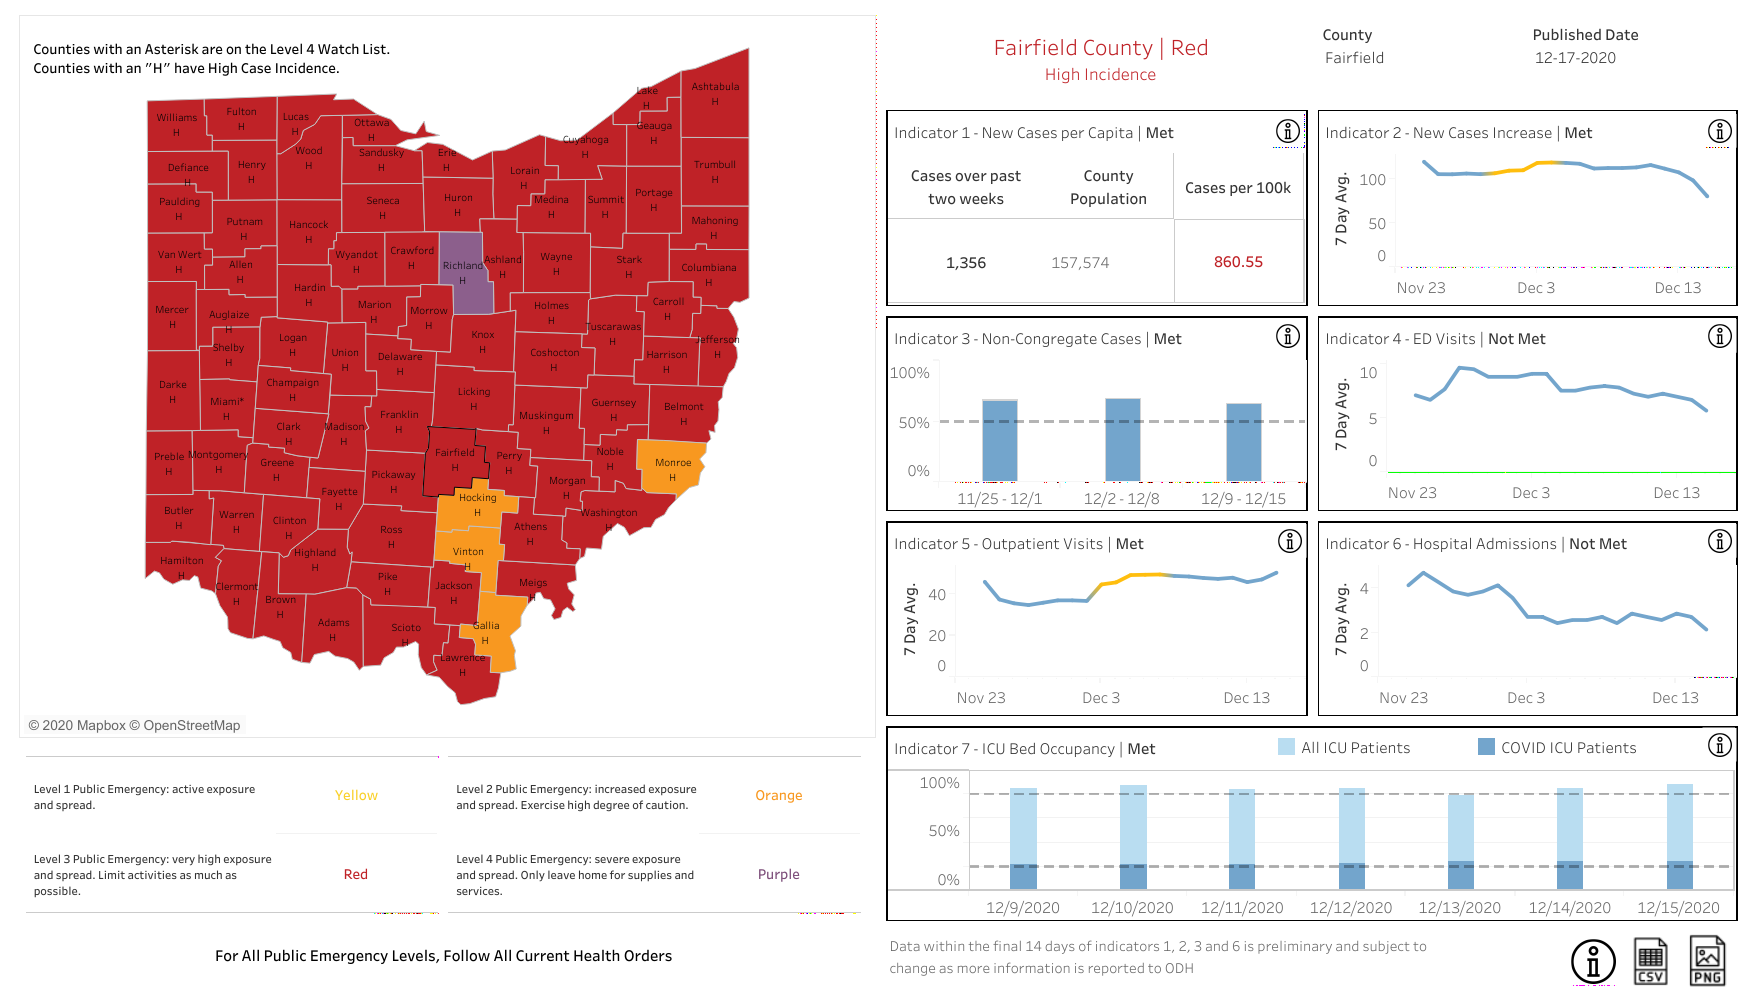 Counties with an Asterisk are on the Level 4 Watch List.
Counties with an "H" have High Case Incidence.
Williams
H
Fulton
H
Lucas
H
Ottawa
H
Lake
H
Ashtabula
H
Geauga
H
Cuyahoga
H
Wood
H
Sandusky
H
Erie
H
Defiance
H
Henry
H
Lorain
H
Trumbull
H
Paulding
H
Seneca
H
Huron
H
Medina
H
Summit
H
Portage
H
Putnam
H
Hancock
H
Mahoning
H
Van Wert
H
Allen
H
Wyandot
H
Crawford
H
Richland
H
Ashland
H
Wayne
H
Stark
H
Columbiana
H
Hardin
H
Mercer
H
Auglaize
H
Marion
H
Morrow
H
Holmes
H
Carroll
H
Tuscarawas
H
Jefferson
H
Shelby
H
Logan
H
Union
H
Delaware
H
Knox
H
Coshocton
H
Harrison
H
Darke
H
Champaign
H
Miami*
H
Licking
H
Muskingum
H
Guernsey
H
Belmont
H
Clark
H
Madison
H
Franklin
H
Preble
H
Montgomery
H
Greene
H
Fairfield
H
Perry
H
Noble
H
Monroe
H
Pickaway
H
Fayette
H
Morgan
H
Hocking
H
Washington
H
Butler
H
Warren
H
Clinton
H
Ross
H
Athens
H
Hamilton
H
Highland
H
Vinton
H
Clermont
H
Brown
H
Pike
H
Jackson
H
Meigs
H
Adams
H
Scioto
H
Gallia
H
Lawrence
H
© 2020 Mapbox © OpenStreetMap
Level 1 Public Emergency: active exposure
and spread.
Yellow
Level 2 Public Emergency: increased exposure
and spread. Exercise high degree of caution.
Orange
Level 3 Public Emergency: very high exposure
and spread. Limit activities as much as
possible.
Red
Level 4 Public Emergency: severe exposure
and spread. Only leave home for supplies and
services.
Purple
For All Public Emergency Levels, Follow All Current Health Orders
Fairfield County | Red
High Incidence
County
Fairfield
Published Date
12-17-2020
Indicator 1 - New Cases per Capita | Met
Cases over past
two weeks
County
Population
Cases per 100k
1,356
157,574
860.55
Indicator 2 - New Cases Increase | Met
7 Day Avg.
100
50
0
Nov 23
Dec 3
Dec 13
Indicator 3 - Non-Congregate Cases | Met
100%
50%
0%
11/25 - 12/1
12/2 - 12/8
12/9 - 12/15
Indicator 4 - ED Visits | Not Met
7 Day Avg.
10
5
0
Nov 23
Dec 3
Dec 13
Indicator 5 - Outpatient Visits | Met
7 Day Avg.
40
20
0
Nov 23
Dec 3
Dec 13
Indicator 6 - Hospital Admissions | Not Met
7 Day Avg.
4
2
0
Nov 23
Dec 3
Dec 13
Indicator 7 - ICU Bed Occupancy | Met
All ICU Patients
COVID ICU Patients
100%
50%
0%
12/9/2020
12/10/2020
12/11/2020
12/12/2020
12/13/2020
12/14/2020
12/15/2020
Data within the final 14 days of indicators 1, 2, 3 and 6 is preliminary and subject to
change as more information is reported to ODH
CSV
PNG